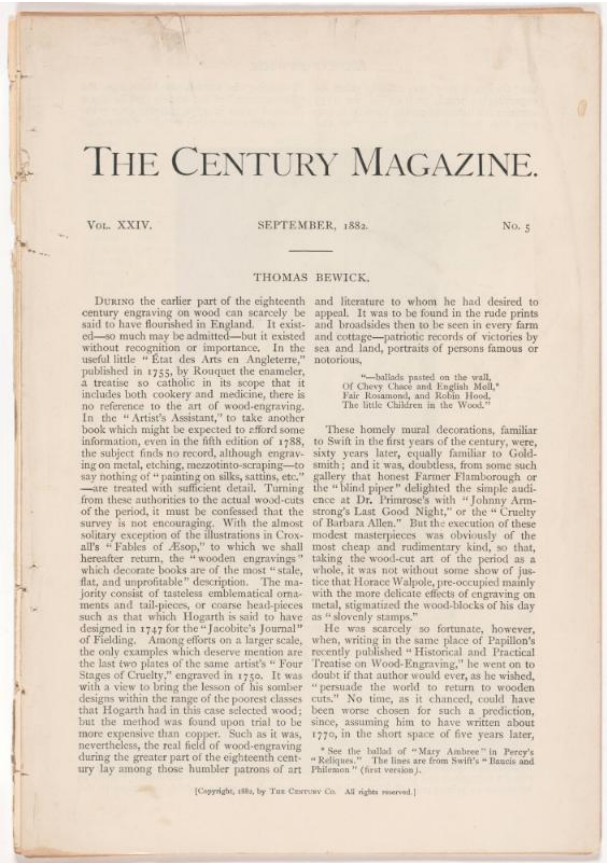 THE CENTURY MAGAZINE.
VOL. XXIV. SEPTEMBER, 1882. No. 5
THOMAS BEWICK.
DURING the earlier part of the eighteenth
century engraving on wood can scarcely be
said to have flourished in England. It exist-
ed—so much may be admitted—but it existed
without recognition or importance. In the
useful little "État des Arts en Angleterre,"
published in 1755, by Rouquet the enameler,
a treatise so catholic in its scope that it
includes both cookery and medicine, there is
no reference to the art of wood-engraving.
In the "Artist's Assistant," to take another
book which might be expected to afford some
information, even in the fifth edition of 1788,
the subject finds no record, although engrav-
ing on metal, etching, mezzotinto-scraping—to
say nothing of "painting on silks, sattins, etc."
—are treated with sufficient detail. Turning
from these authorities to the actual wood-cuts
of the period, it must be confessed that the
survey is not encouraging. With the almost
solitary exception of the illustrations in Crox-
all's "Fables of Æsop," to which we shall
hereafter return, the "wooden engravings"
which decorate books are of the most "stale,
flat, and unprofitable" description. The ma-
jority consist of tasteless emblematical orna-
ments and tail-pieces, or coarse head-pieces
such as that which Hogarth is said to have
designed in 1747 for the "Jacobite's Journal"
of Fielding. Among efforts on a larger scale,
the only examples which deserve mention are
the last two plates of the same artist's "Four
Stages of Cruelty," engraved in 1750. It was
with a view to bring the lesson of his somber
designs within the range of the poorest classes
that Hogarth had in this case selected wood;
but the method was found upon trial to be
more expensive than copper. Such as it was,
nevertheless, the real field of wood-engraving
during the greater part of the eighteenth cent-
ury lay among those humbler patrons of art
and literature to whom he had desired to
appeal. It was to be found in the rude prints
and broadsides then to be seen in every farm
and cottage—patriotic records of victories by
sea and land, portraits of persons famous or
notorious,
"—ballads pasted on the wall,
Of Chevy Chace and English Moll,*
Fair Rosamond, and Robin Hood,
The little Children in the Wood."
These homely mural decorations, familiar
to Swift in the first years of the century, were,
sixty years later, equally familiar to Gold-
smith; and it was, doubtless, from some such
gallery that honest Farmer Flamborough or
the "blind piper" delighted the simple audi-
ence at Dr. Primrose's with "Johnny Arm-
strong's Last Good Night," or the "Cruelty
of Barbara Allen." But the execution of these
modest masterpieces was obviously of the
most cheap and rudimentary kind, so that,
taking the wood-cut art of the period as a
whole, it was not without some show of jus-
tice that Horace Walpole, pre-occupied mainly
with the more delicate effects of engraving on
metal, stigmatized the wood-blocks of his day
as "slovenly stamps."
He was scarcely so fortunate, however,
when, writing in the same place of Papillon's
recently published "Historical and Practical
Treatise on Wood-Engraving," he went on to
doubt if that author would ever, as he wished,
"persuade the world to return to wooden
cuts." No time, as it chanced, could have
been worse chosen for such a prediction,
since, assuming him to have written about
1770, in the short space of five years later,
* See the ballad of "Mary Ambree" in Percy's
"Reliques." The lines are from Swift's "Baucis and
Philemon" (first version).
[Copyright, 1882, by THE CENTURY CO. All rights reserved.]